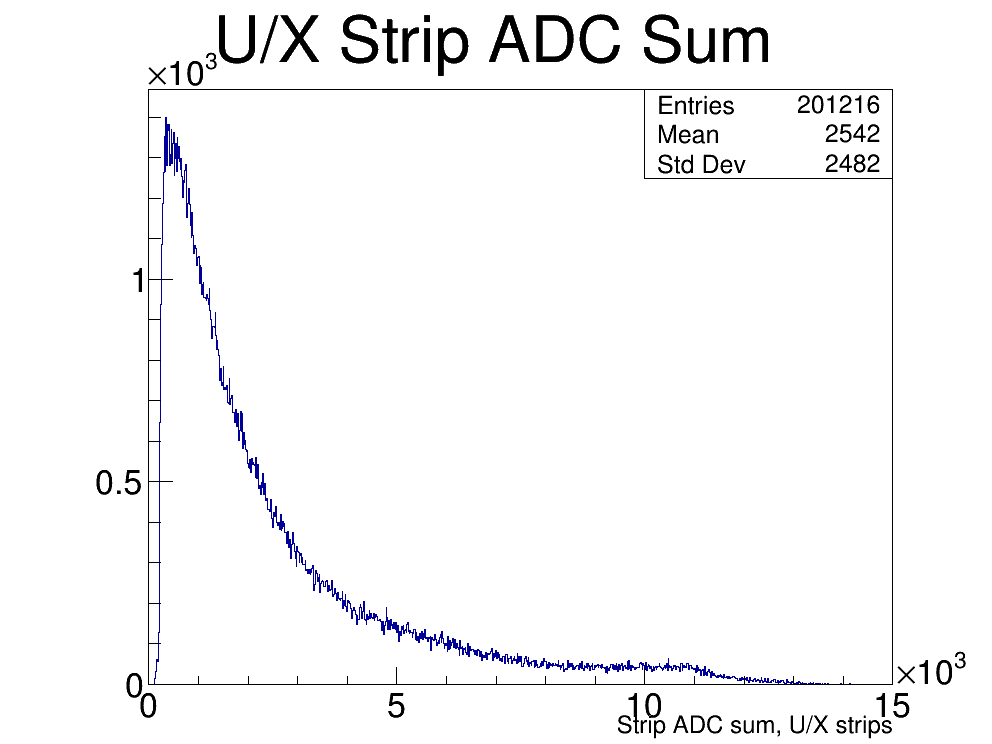 U/X Strip ADC Sum
×10³
Entries 201216
Mean 2542
Std Dev 2482
1
0.5
0
0 5 10 15
×10³
Strip ADC sum, U/X strips